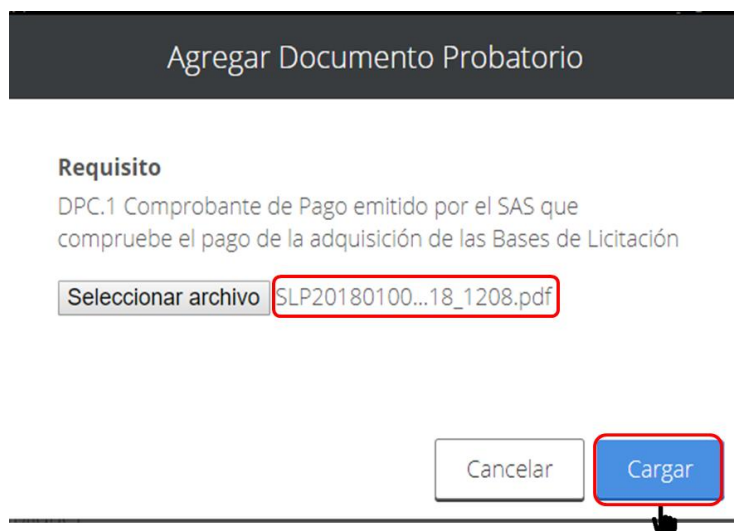 Agregar Documento Probatorio
Requisito
DPC.1 Comprobante de Pago emitido por el SAS que
compruebe el pago de la adquisición de las Bases de Licitación
Seleccionar archivo SLP20180100...18_1208.pdf
Cancelar Cargar